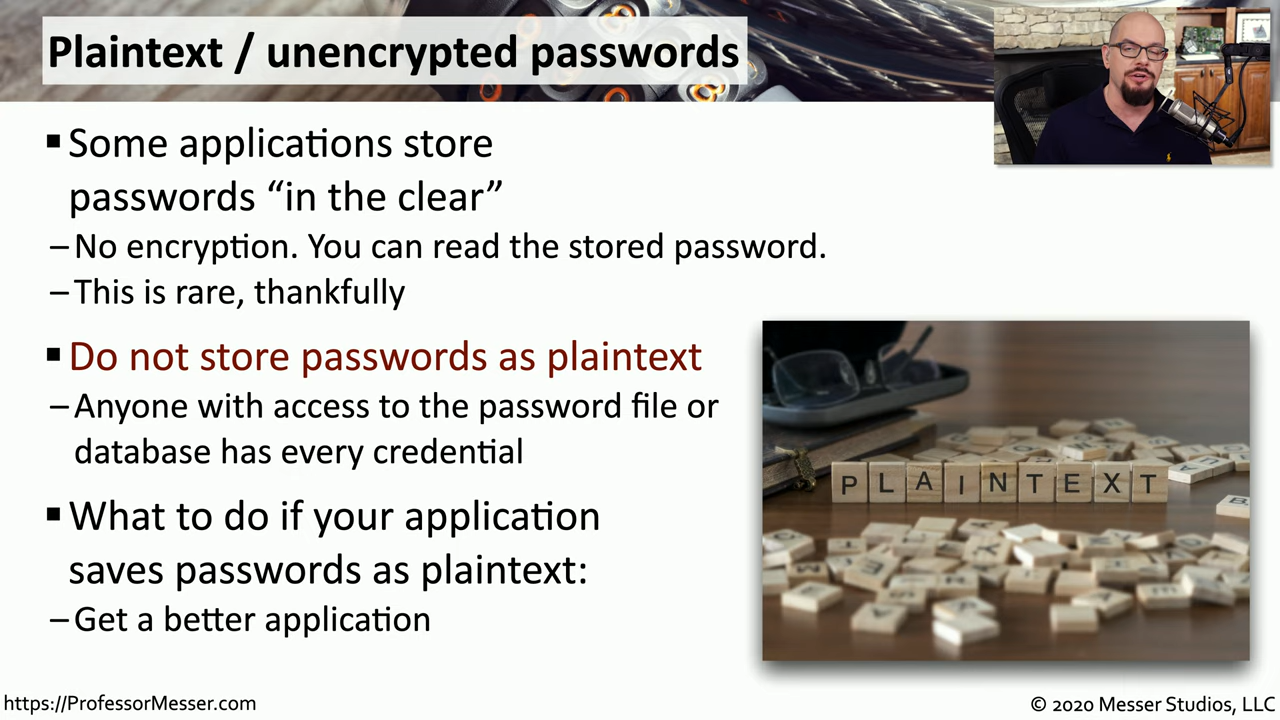 Plaintext / unencrypted passwords
▪ Some applications store
passwords “in the clear”
– No encryption. You can read the stored password.
– This is rare, thankfully
▪ Do not store passwords as plaintext
– Anyone with access to the password file or
database has every credential
▪ What to do if your application
saves passwords as plaintext:
– Get a better application
PLAINTEXT
https://ProfessorMesser.com
© 2020 Messer Studios, LLC